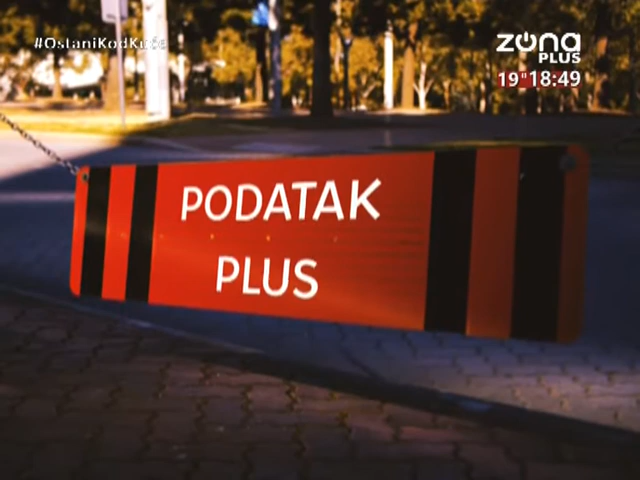 #OstaniKodKuće
zona
PLUS
19" 18:49
PODATAK
PLUS